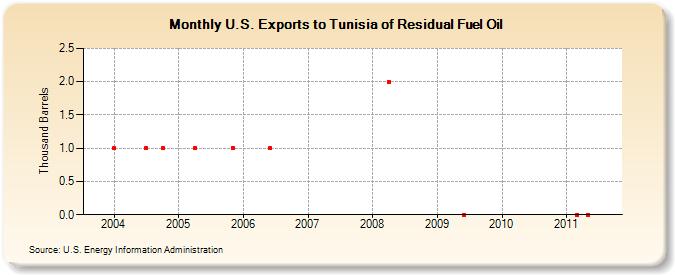 Monthly U.S. Exports to Tunisia of Residual Fuel Oil
Thousand Barrels
2.5
2.0
1.5
1.0
0.5
0.0
2004 2005 2006 2007 2008 2009 2010 2011
Source: U.S. Energy Information Administration